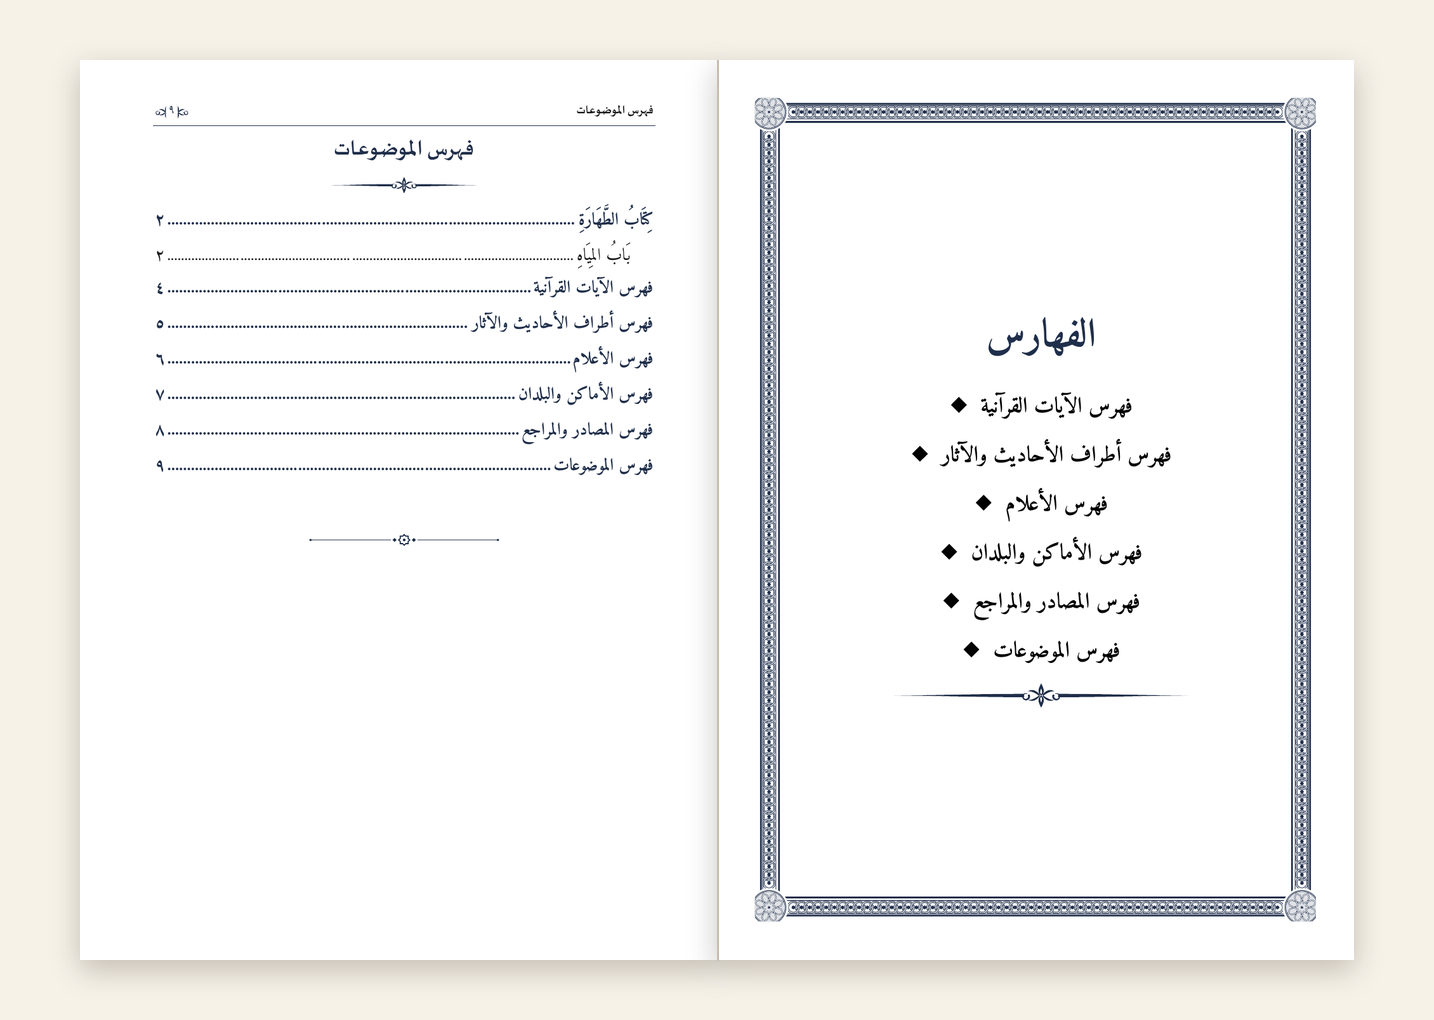 الفهارس
فهرس الآيات القرآنية ◆
فهرس أطراف الأحاديث والآثار ◆
فهرس الأعلام ◆
فهرس الأماكن والبلدان ◆
فهرس المصادر والمراجع ◆
فهرس الموضوعات ◆
فهرس الموضوعات ٩
فهرس الموضوعات
كِتَابُ الطَّهَارَةِ ................ ٢
بَابُ المِيَاهِ ................ ٢
فهرس الآيات القرآنية ................ ٤
فهرس أطراف الأحاديث والآثار ................ ٥
فهرس الأعلام ................ ٦
فهرس الأماكن والبلدان ................ ٧
فهرس المصادر والمراجع ................ ٨
فهرس الموضوعات ................ ٩